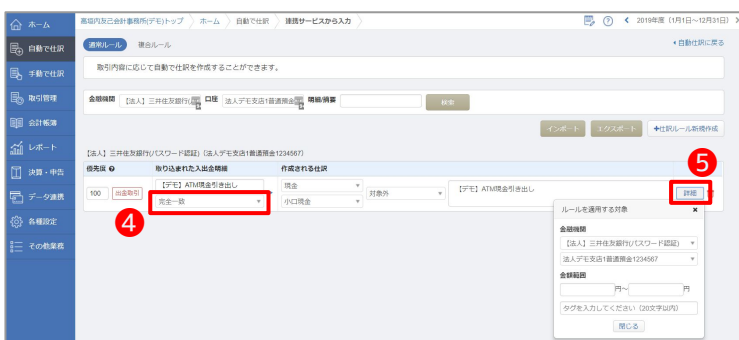 高垣内友己会計事務所(デモ)トップ 〉 ホーム 〉 自動で仕訳 〉 連携サービスから入力 〉
2019年度（1月1日～12月31日）
ホーム
自動で仕訳
手動で仕訳
取引管理
会計帳簿
レポート
決算・申告
データ連携
各種設定
その他業務
通常ルール 複合ルール
自動仕訳に戻る
取引内容に応じて自動で仕訳を作成することができます。
金融機関 【法人】三井住友銀行(パ 口座 法人デモ支店1普通預金 明細/摘要 検索
インポート エクスポート +仕訳ルール新規作成
【法人】三井住友銀行(パスワード認証)（法人デモ支店1普通預金1234567）
優先度 取り込まれた入出金明細 作成される仕訳
100 出金取引 【デモ】ATM現金引き出し 現金 対象外 【デモ】ATM現金引き出し 詳細
完全一致 小口現金
4
5
ルールを適用する対象 ×
金融機関
【法人】三井住友銀行(パスワード認証)
法人デモ支店1普通預金1234567
金額範囲
円～ 円
タグを入力してください（20文字以内）
閉じる